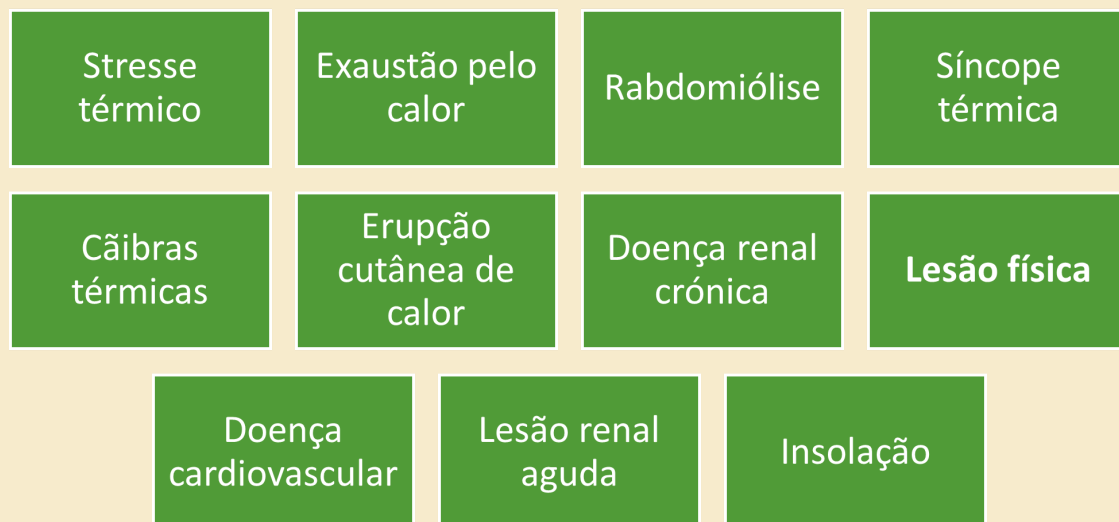 Stresse
térmico
Exaustão pelo
calor
Rabdomiólise
Síncope
térmica
Cãibras
térmicas
Erupção
cutânea de
calor
Doença renal
crónica
Lesão física
Doença
cardiovascular
Lesão renal
aguda
Insolação